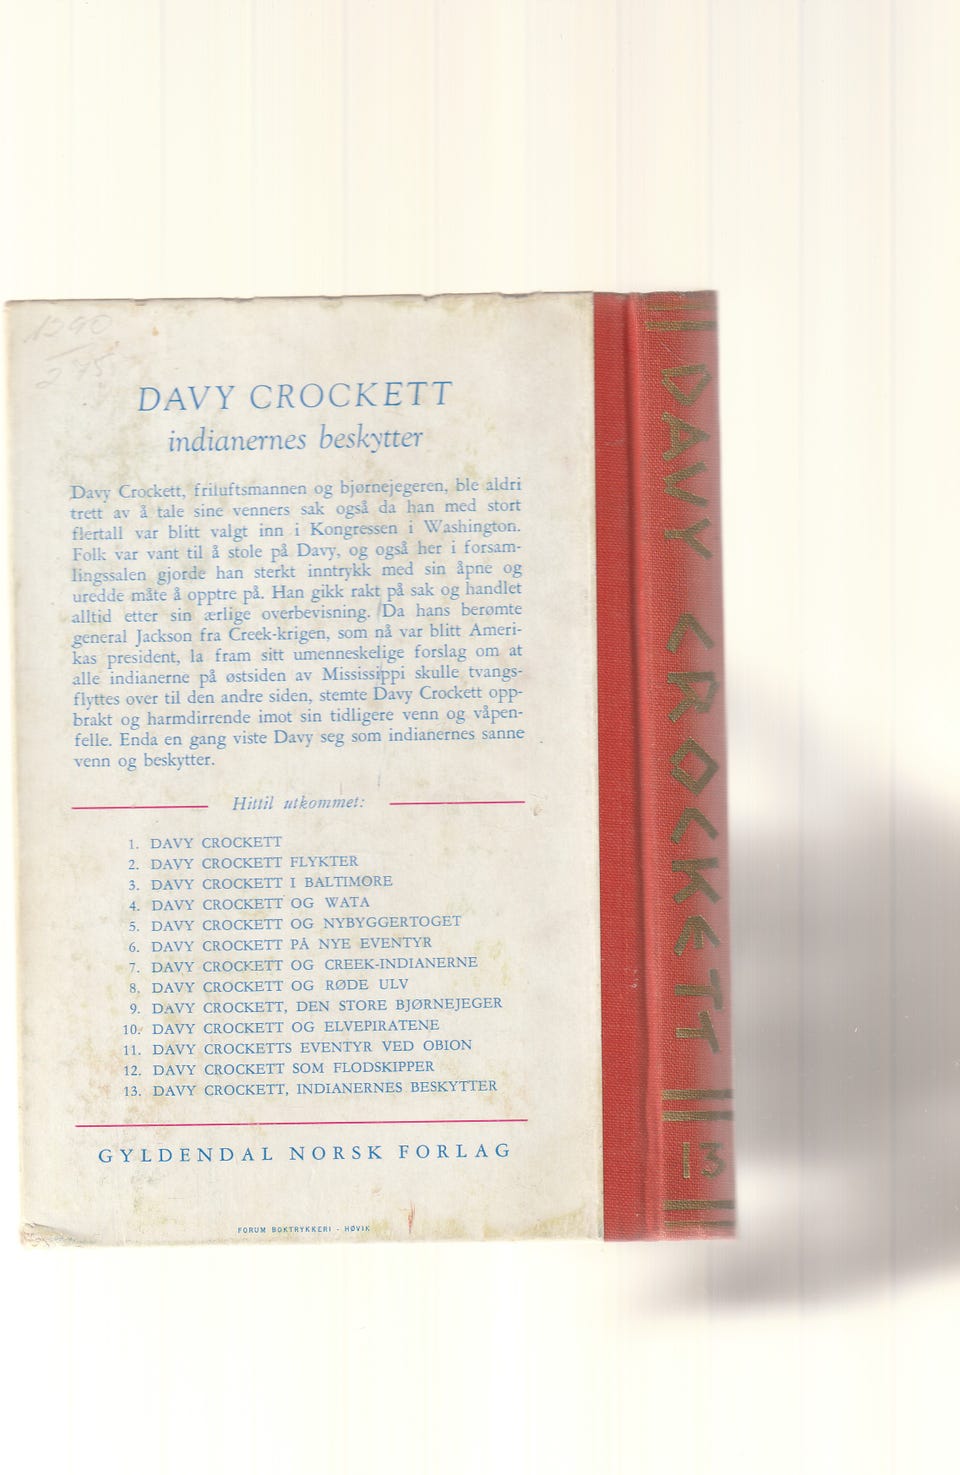 1290
275
DAVY CROCKETT
indianernes beskytter
Davy Crockett, friluftsmannen og bjørnejegeren, ble aldri
trett av å tale sine venners sak også da han med stort
flertall var blitt valgt inn i Kongressen i Washington.
Folk var vant til å stole på Davy, og også her i forsam-
lingssalen gjorde han sterkt inntrykk med sin åpne og
uredde måte å opptre på. Han gikk rakt på sak og handlet
alltid etter sin ærlige overbevisning. Da hans berømte
general Jackson fra Creek-krigen, som nå var blitt Ameri-
kas president, la fram sitt umenneskelige forslag om at
alle indianerne på østsiden av Mississippi skulle tvangs-
flyttes over til den andre siden, stemte Davy Crockett opp-
brakt og harmdirrende imot sin tidligere venn og våpen-
felle. Enda en gang viste Davy seg som indianernes sanne
venn og beskytter.
Hittil utkommet:
1. DAVY CROCKETT
2. DAVY CROCKETT FLYKTER
3. DAVY CROCKETT I BALTIMORE
4. DAVY CROCKETT OG WATA
5. DAVY CROCKETT OG NYBYGGERTOGET
6. DAVY CROCKETT PÅ NYE EVENTYR
7. DAVY CROCKETT OG CREEK-INDIANERNE
8. DAVY CROCKETT OG RØDE ULV
9. DAVY CROCKETT, DEN STORE BJØRNEJEGER
10. DAVY CROCKETT OG ELVEPIRATENE
11. DAVY CROCKETTS EVENTYR VED OBION
12. DAVY CROCKETT SOM FLODSKIPPER
13. DAVY CROCKETT, INDIANERNES BESKYTTER
GYLDENDAL NORSK FORLAG
FORUM BOKTRYKKERI - HØVIK
DAVY CROCKETT
13